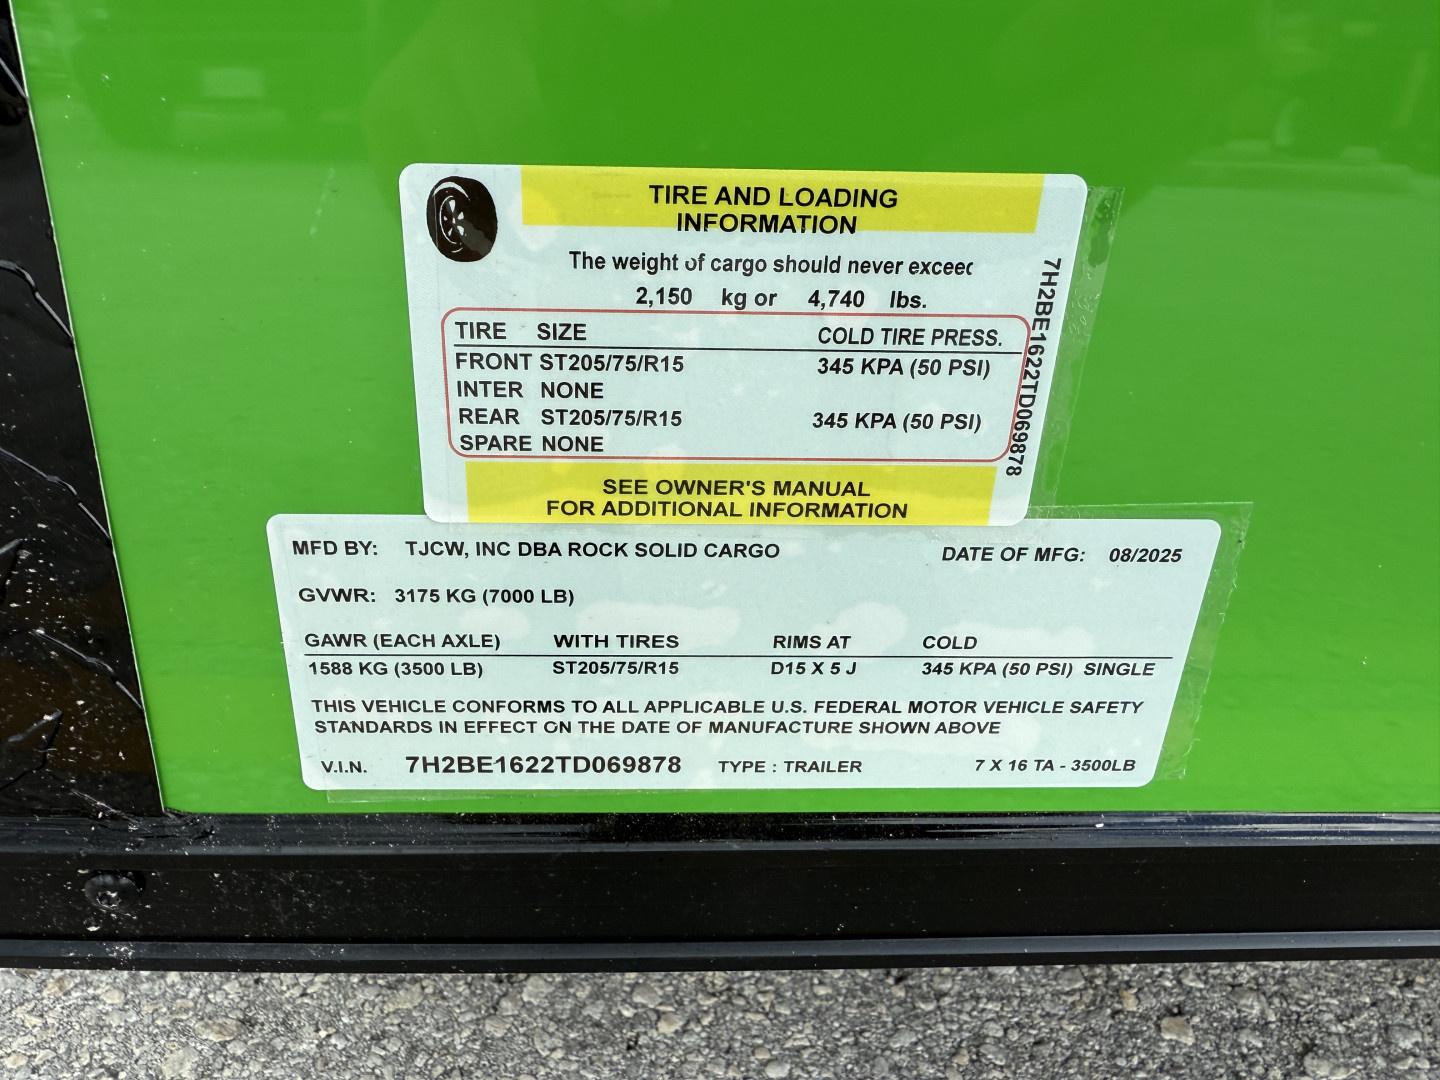 TIRE AND LOADING
INFORMATION
The weight of cargo should never exceed
2,150 kg or 4,740 lbs.
TIRE SIZE COLD TIRE PRESS.
FRONT ST205/75/R15 345 KPA (50 PSI)
INTER NONE
REAR ST205/75/R15 345 KPA (50 PSI)
SPARE NONE
SEE OWNER'S MANUAL
FOR ADDITIONAL INFORMATION
7H2BE1622TD069878
MFD BY: TJCW, INC DBA ROCK SOLID CARGO DATE OF MFG: 08/2025
GVWR: 3175 KG (7000 LB)
GAWR (EACH AXLE) WITH TIRES RIMS AT COLD
1588 KG (3500 LB) ST205/75/R15 D15 X 5 J 345 KPA (50 PSI) SINGLE
THIS VEHICLE CONFORMS TO ALL APPLICABLE U.S. FEDERAL MOTOR VEHICLE SAFETY
STANDARDS IN EFFECT ON THE DATE OF MANUFACTURE SHOWN ABOVE
V.I.N. 7H2BE1622TD069878 TYPE : TRAILER 7 X 16 TA - 3500LB